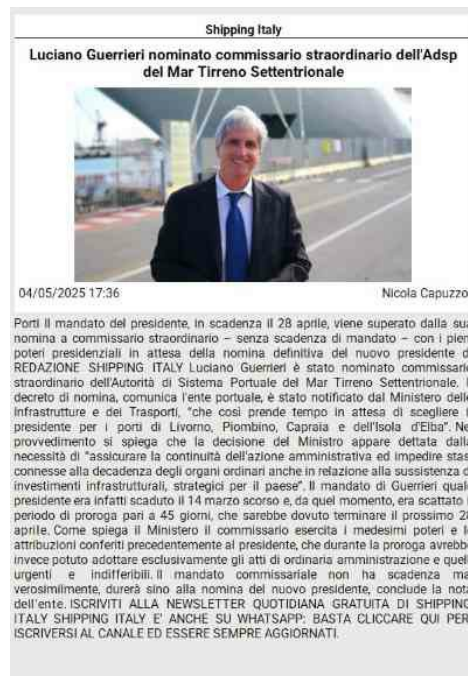 Shipping Italy
Luciano Guerrieri nominato commissario straordinario dell'Adsp
del Mar Tirreno Settentrionale
04/05/2025 17:36
Nicola Capuzzo
Porti Il mandato del presidente, in scadenza il 28 aprile, viene superato dalla sua
nomina a commissario straordinario – senza scadenza di mandato – con i pieni
poteri presidenziali in attesa della nomina definitiva del nuovo presidente d
REDAZIONE SHIPPING ITALY Luciano Guerrieri è stato nominato commissario
straordinario dell'Autorità di Sistema Portuale del Mar Tirreno Settentrionale.
decreto di nomina, comunica l'ente portuale, è stato notificato dal Ministero delle
Infrastrutture e dei Trasporti, "che così prende tempo in attesa di scegliere i
presidente per i porti di Livorno, Piombino, Capraia e dell'Isola d'Elba". Ne
provvedimento si spiega che la decisione del Ministro appare dettata dalla
necessità di "assicurare la continuità dell'azione amministrativa ed impedire stas
connesse alla decadenza degli organi ordinari anche in relazione alla sussistenza d
investimenti infrastrutturali, strategici per il paese". Il mandato di Guerrieri quale
presidente era infatti scaduto il 14 marzo scorso e, da quel momento, era scattato i
periodo di proroga pari a 45 giorni, che sarebbe dovuto terminare il prossimo 28
aprile. Come spiega il Ministero il commissario esercita i medesimi poteri e le
attribuzioni conferiti precedentemente al presidente, che durante la proroga avrebbe
invece potuto adottare esclusivamente gli atti di ordinaria amministrazione e quelli
urgenti e indifferibili. Il mandato commissariale non ha scadenza ma,
verosimilmente, durerà sino alla nomina del nuovo presidente, conclude la nota
dell'ente. ISCRIVITI ALLA NEWSLETTER QUOTIDIANA GRATUITA DI SHIPPING
ITALY SHIPPING ITALY E' ANCHE SU WHATSAPP: BASTA CLICCARE QUI PER
ISCRIVERSI AL CANALE ED ESSERE SEMPRE AGGIORNATI.